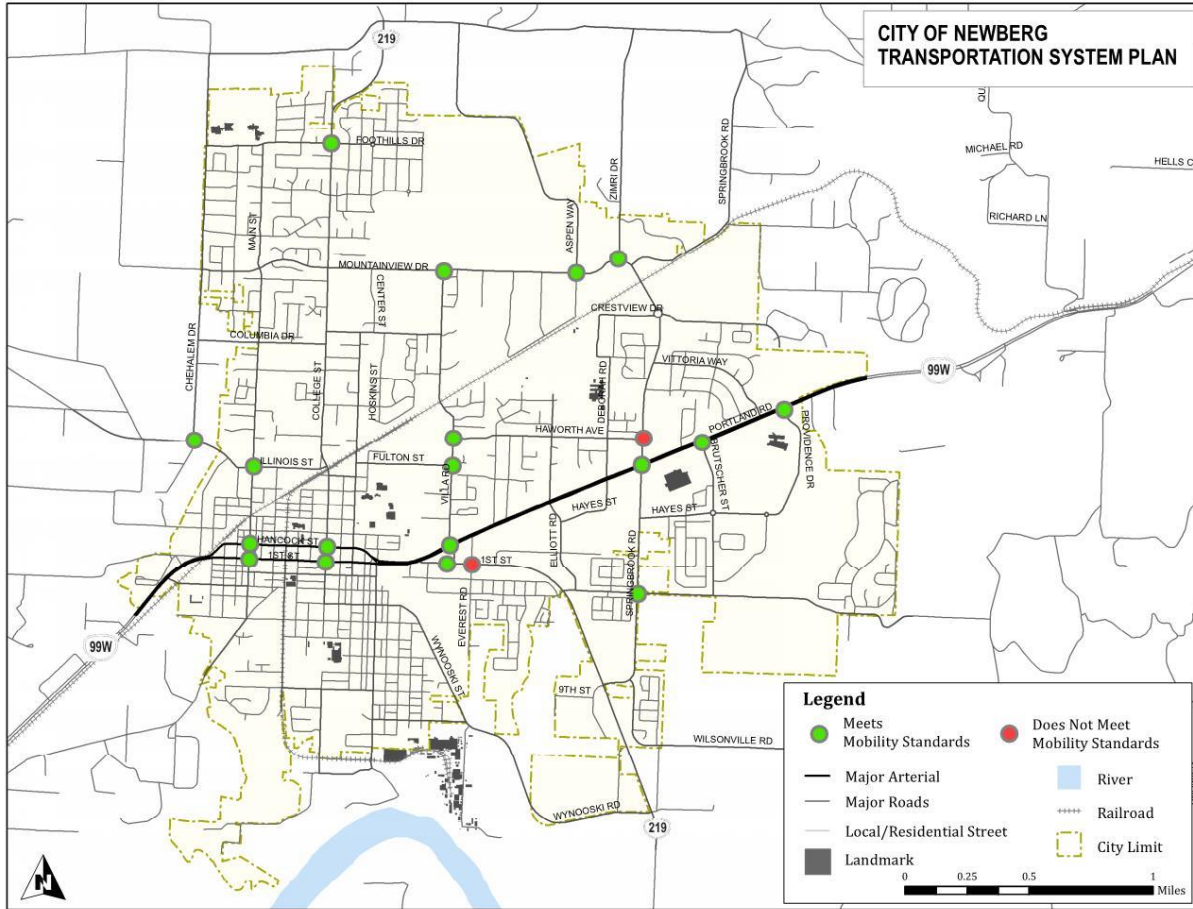 CITY OF NEWBERG
TRANSPORTATION SYSTEM PLAN
219
FOOTHILLS DR
MAIN ST
ZIMRI DR
SPRINGBROOK RD
MICHAEL RD
HELLS C
RICHARD LN
ASPEN WAY
MOUNTAINVIEW DR
CENTER ST
CRESTVIEW DR
CHEHALEM DR
COLUMBIA DR
COLLEGE ST
HOSKINS ST
VITTORIA WAY
DEBORAH RD
99W
PORTLAND RD
HAWORTH AVE
BRUTSCHER ST
PROVIDENCE DR
ILLINOIS ST
FULTON ST
VILLA RD
HAYES ST
HAYES ST
HANCOCK ST
1ST ST
1ST ST
ELLIOTT RD
SPRINGBROOK RD
EVEREST RD
WYNOOSKI ST
99W
9TH ST
WILSONVILLE RD
WYNOOSKI RD
219
N
Legend
Meets
Mobility Standards
Does Not Meet
Mobility Standards
Major Arterial
River
Major Roads
Railroad
Local/Residential Street
City Limit
Landmark
0 0.25 0.5 1
Miles